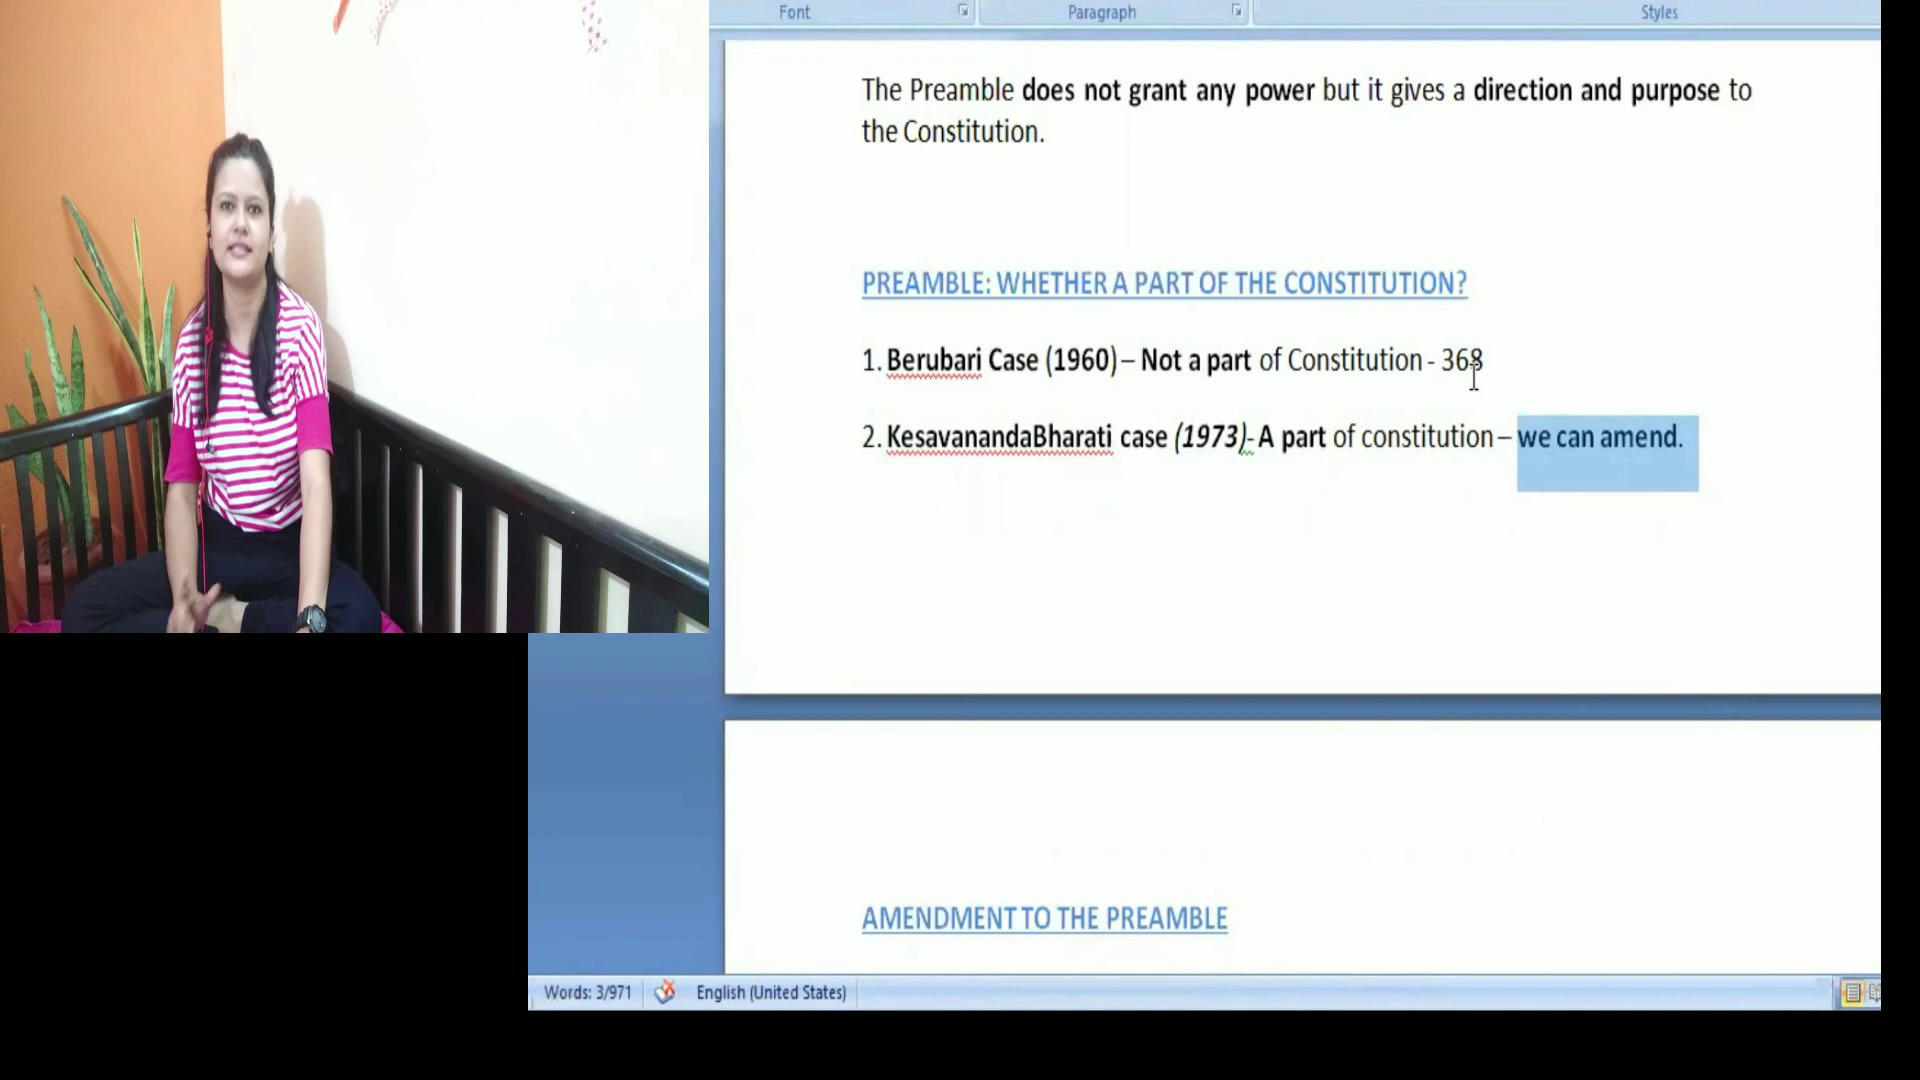 Font
Paragraph
Styles
The Preamble does not grant any power but it gives a direction and purpose to
the Constitution.
PREAMBLE: WHETHER A PART OF THE CONSTITUTION?
1. Berubari Case (1960) – Not a part of Constitution - 368
2. KesavanandaBharati case (1973)- A part of constitution – we can amend.
AMENDMENT TO THE PREAMBLE
Words: 3/971
English (United States)